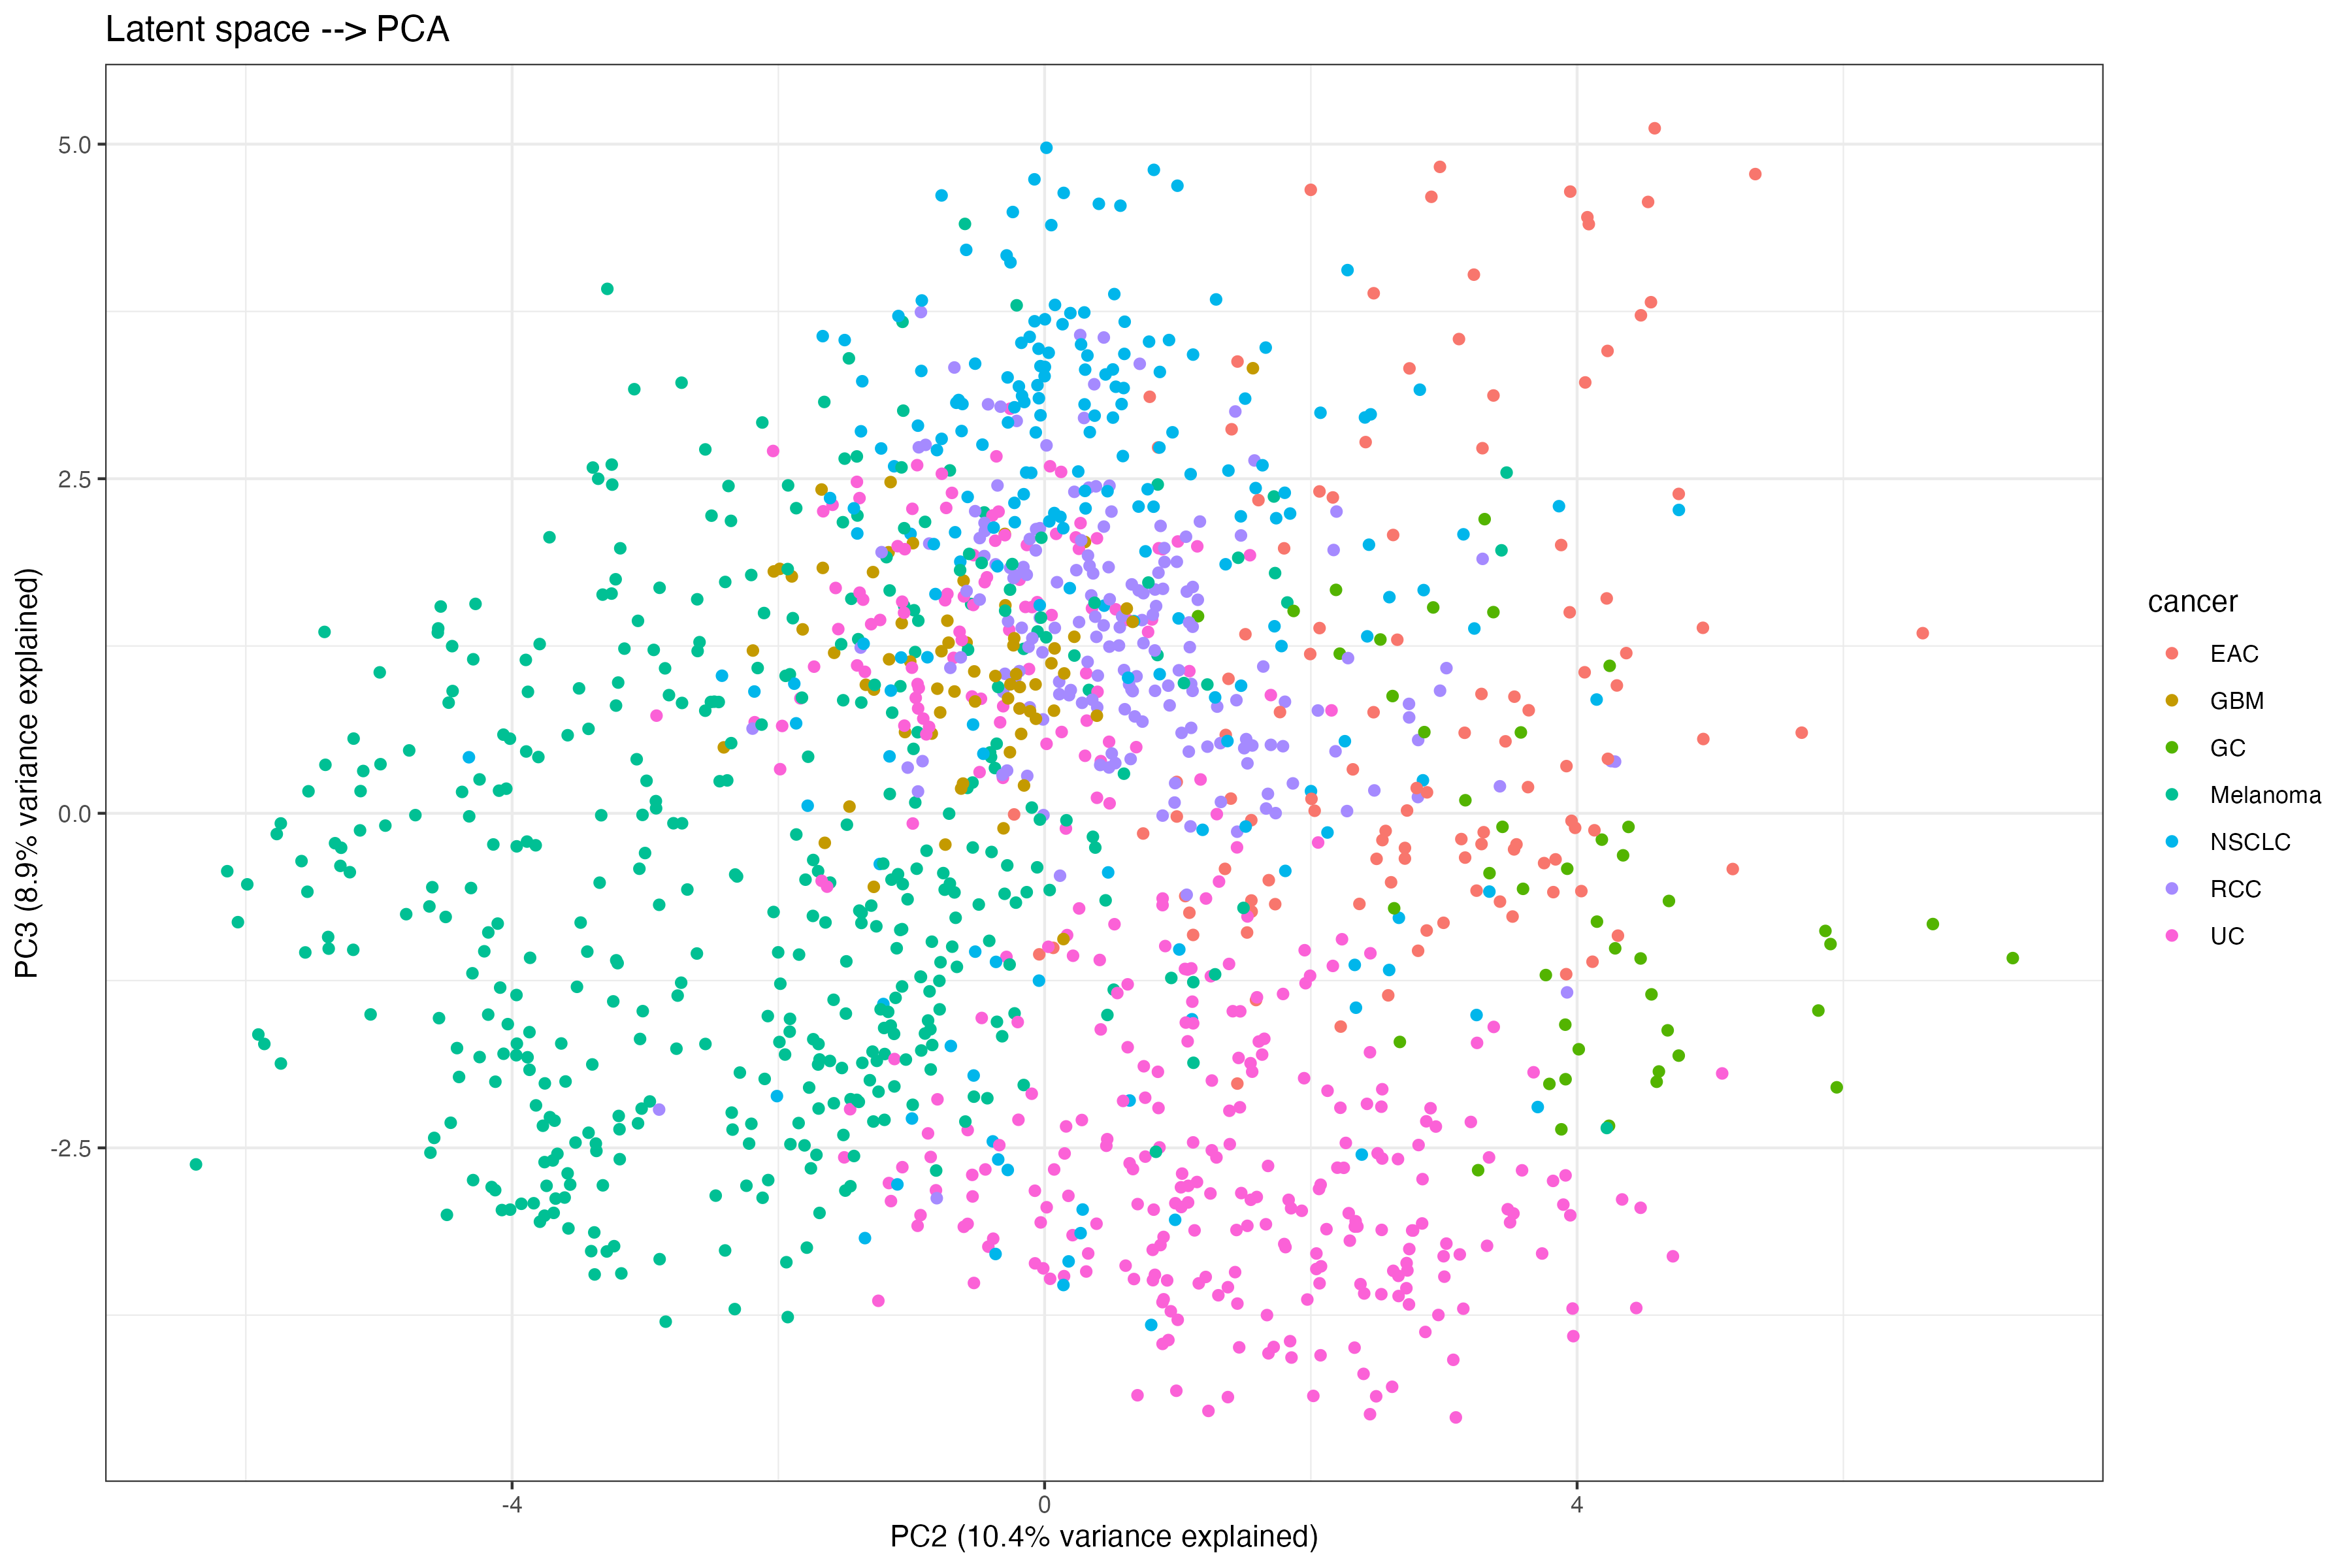 Latent space --> PCA
5.0
2.5
0.0
-2.5
PC3 (8.9% variance explained)
-4
0
4
PC2 (10.4% variance explained)
cancer
EAC
GBM
GC
Melanoma
NSCLC
RCC
UC